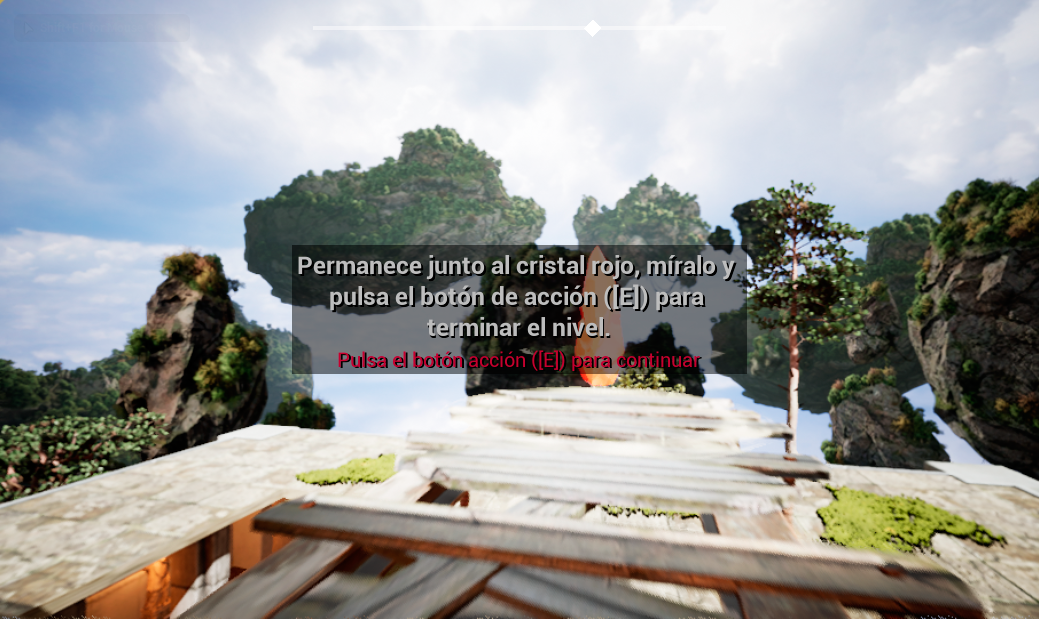 Permanece junto al cristal rojo, míralo y
pulsa el botón de acción ([E]) para
terminar el nivel.
Pulsa el botón acción ([E]) para continuar